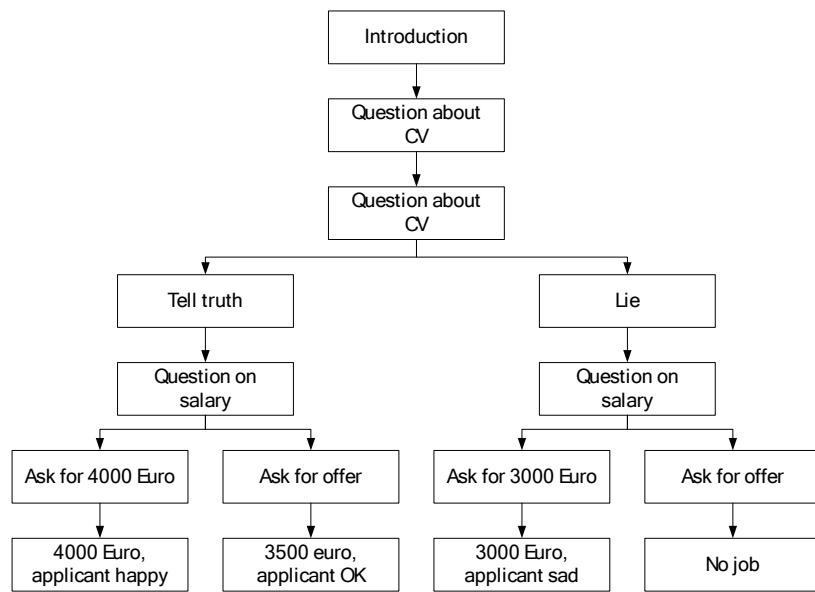 Introduction
Question about
CV
Question about
CV
Tell truth
Lie
Question on
salary
Question on
salary
Ask for 4000 Euro
Ask for offer
Ask for 3000 Euro
Ask for offer
4000 Euro,
applicant happy
3500 euro,
applicant OK
3000 Euro,
applicant sad
No job